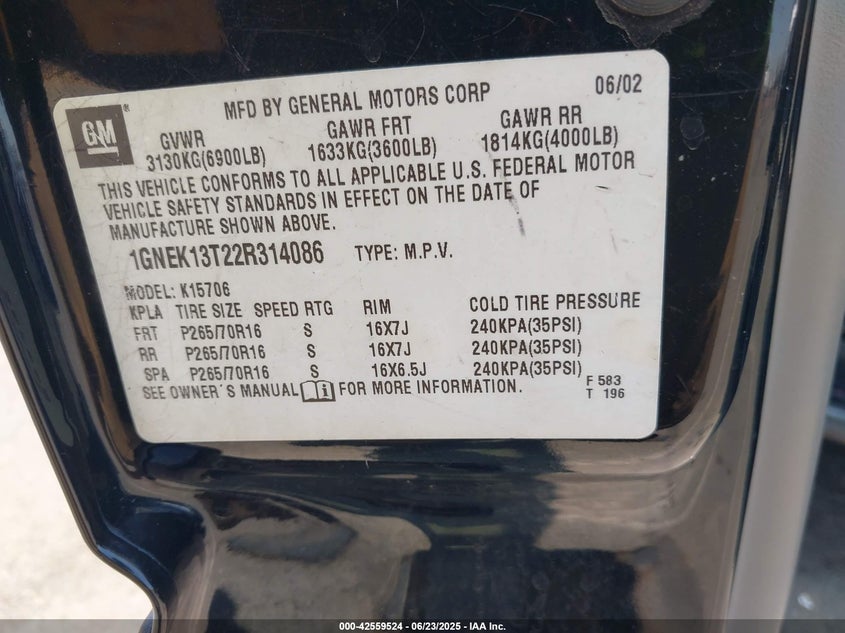 GM ®
MFD BY GENERAL MOTORS CORP 06/02
GVWR GAWR FRT GAWR RR
3130KG(6900LB) 1633KG(3600LB) 1814KG(4000LB)
THIS VEHICLE CONFORMS TO ALL APPLICABLE U.S. FEDERAL MOTOR
VEHICLE SAFETY STANDARDS IN EFFECT ON THE DATE OF
MANUFACTURE SHOWN ABOVE.
1GNEK13T22R314086 TYPE: M.P.V.
MODEL: K15706
KPLA TIRE SIZE SPEED RTG RIM COLD TIRE PRESSURE
FRT P265/70R16 S 16X7J 240KPA(35PSI)
RR P265/70R16 S 16X7J 240KPA(35PSI)
SPA P265/70R16 S 16X6.5J 240KPA(35PSI)
SEE OWNER'S MANUAL FOR MORE INFORMATION. F 583
T 196
000-42559524 - 06/23/2025 - IAA Inc.